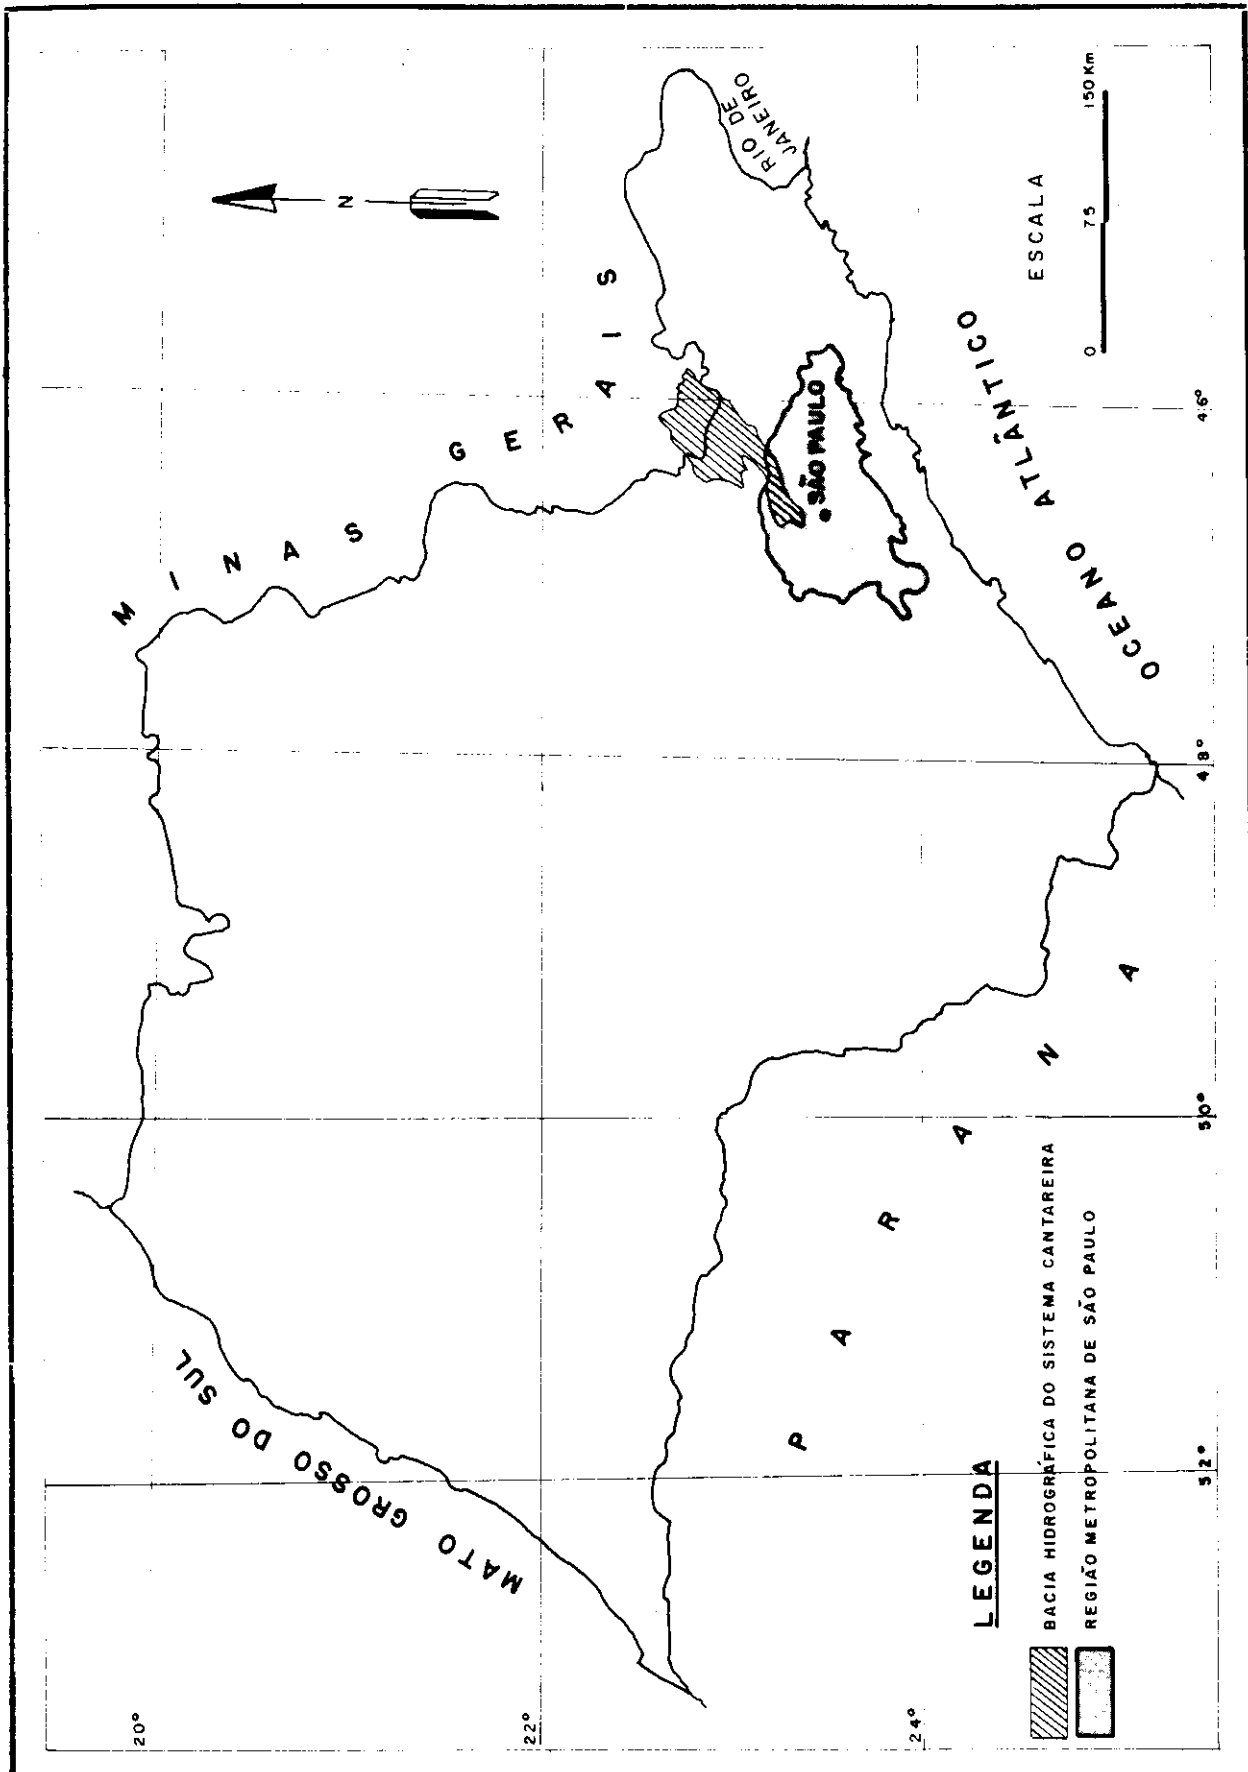 MINAS GERAIS
N
RIO DE
JANEIRO
MATO GROSSO DO SUL
SÃO PAULO
PARANA
OCEANO ATLÂNTICO
20°
22°
24°
52°
50°
48°
46°
ESCALA
0 75 150 Km
LEGENDA
BACIA HIDROGRÁFICA DO SISTEMA CANTAREIRA
REGIÃO METROPOLITANA DE SÃO PAULO